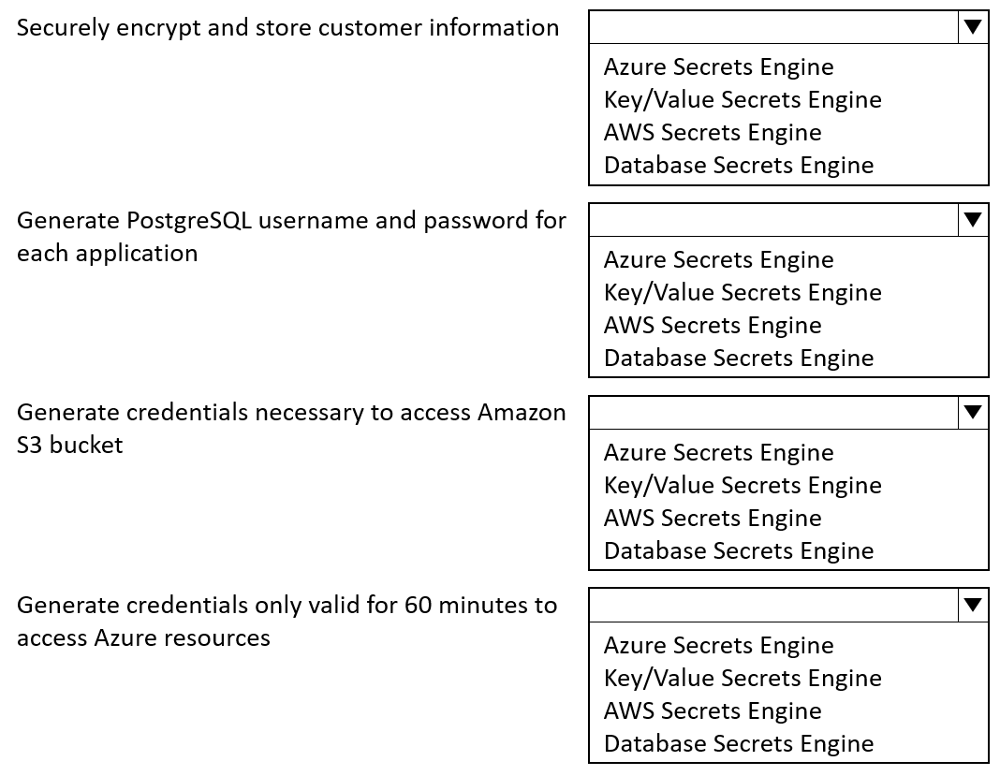 Securely encrypt and store customer information
Azure Secrets Engine
Key/Value Secrets Engine
AWS Secrets Engine
Database Secrets Engine
Generate PostgreSQL username and password for
each application
Azure Secrets Engine
Key/Value Secrets Engine
AWS Secrets Engine
Database Secrets Engine
Generate credentials necessary to access Amazon
S3 bucket
Azure Secrets Engine
Key/Value Secrets Engine
AWS Secrets Engine
Database Secrets Engine
Generate credentials only valid for 60 minutes to
access Azure resources
Azure Secrets Engine
Key/Value Secrets Engine
AWS Secrets Engine
Database Secrets Engine